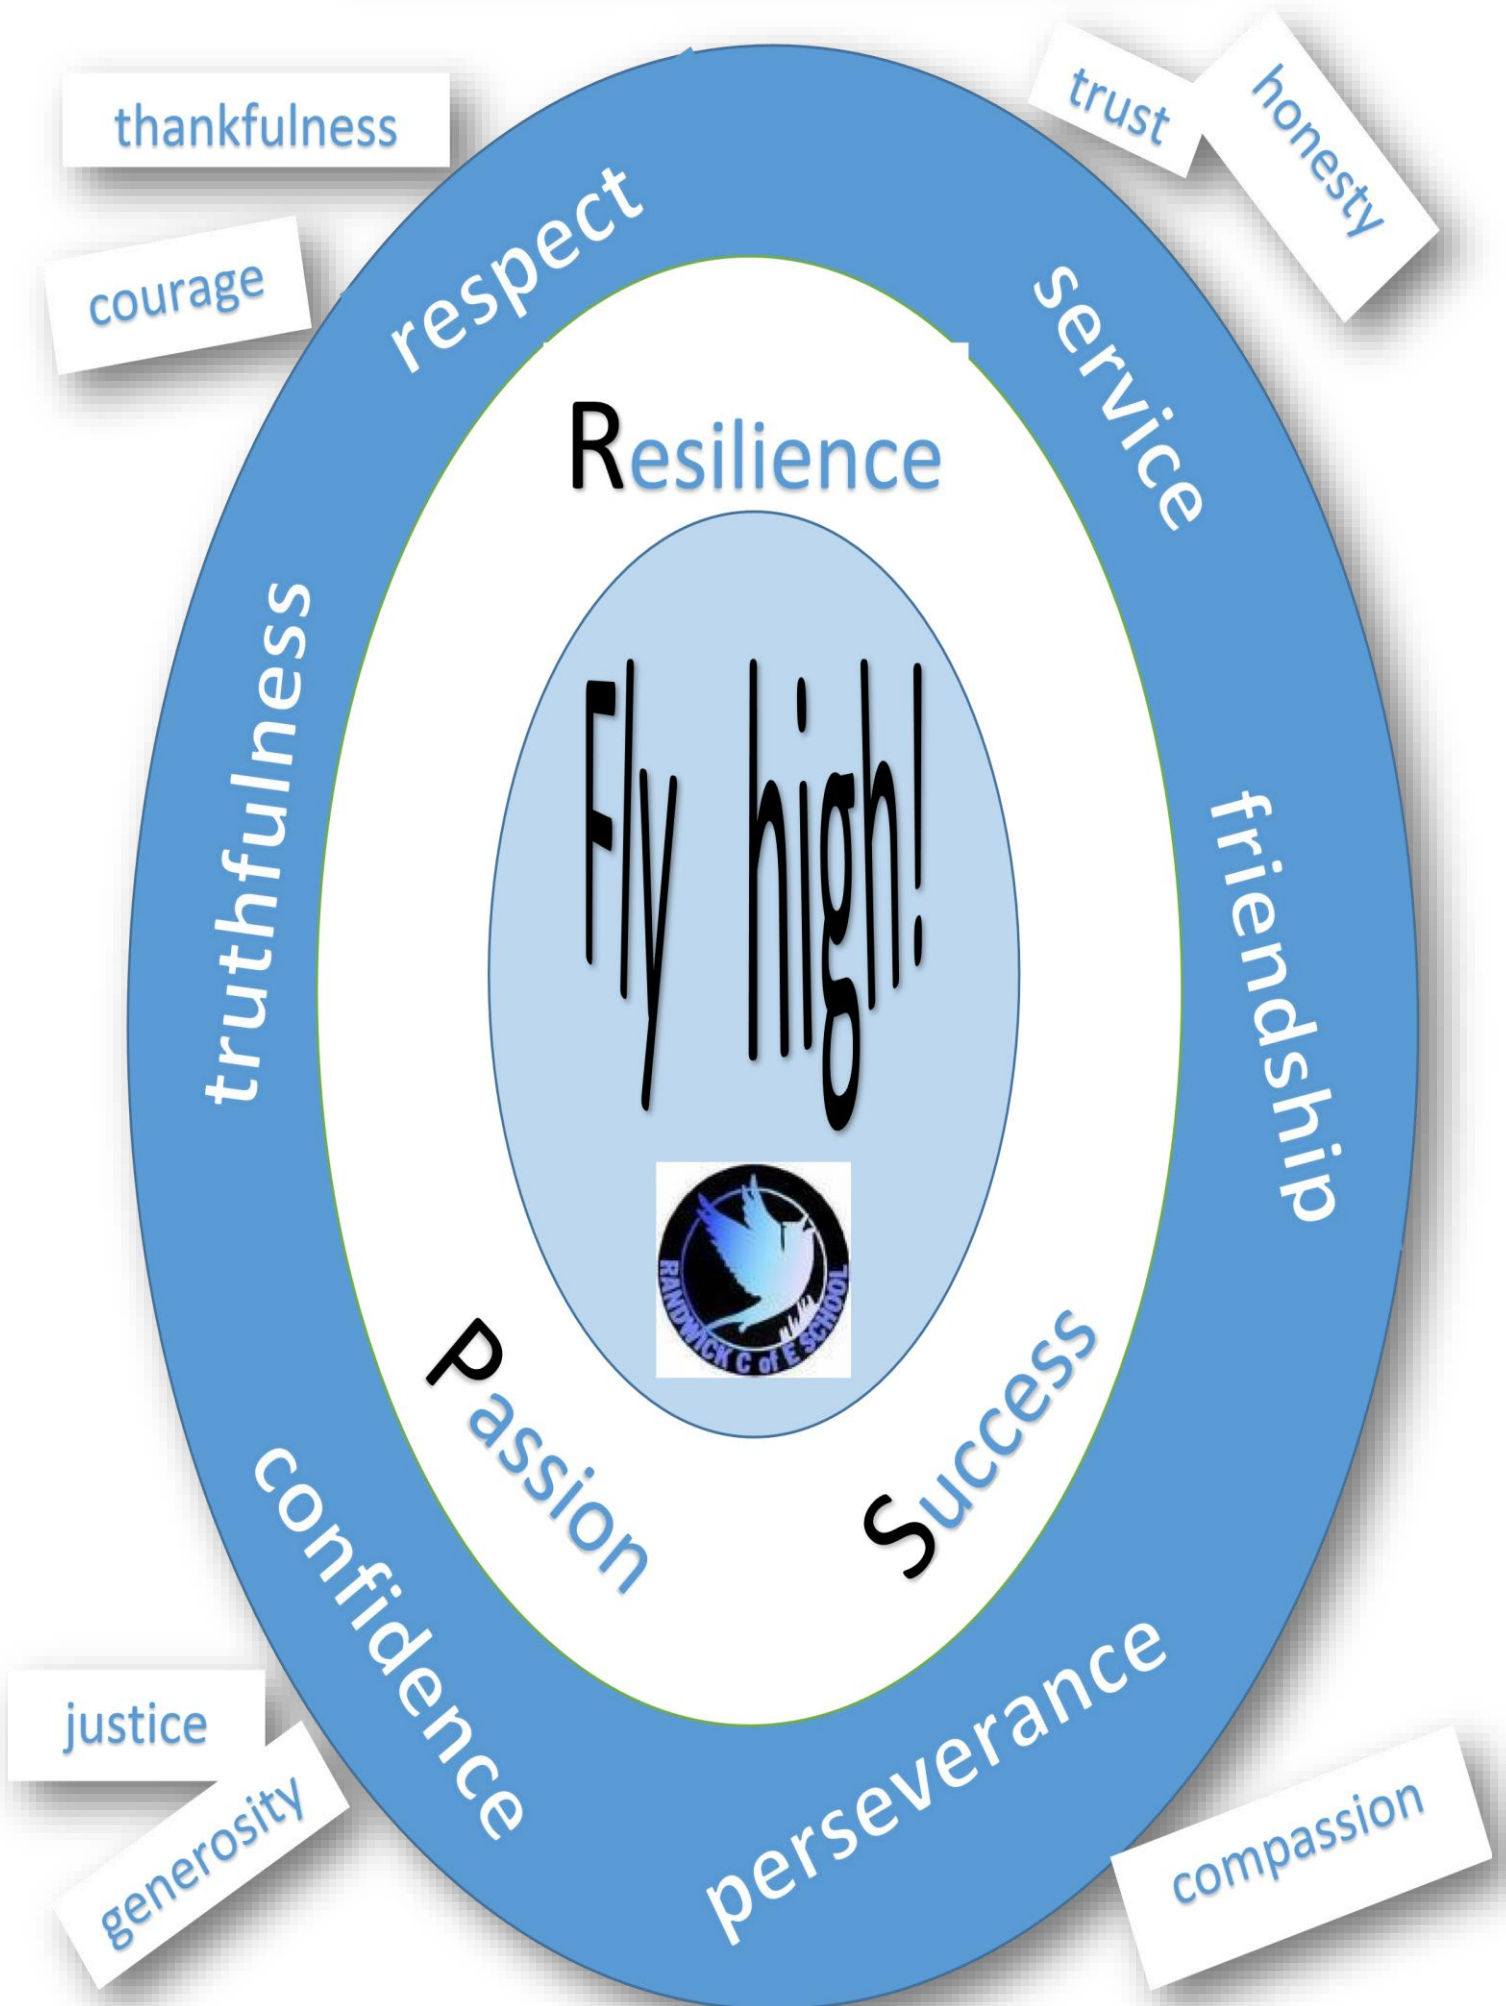 thankfulness
trust
honesty
courage
respect
service
Resilience
truthfulness
friendship
Fly high!
RANDWICK C of E SCHOOL
Passion
Success
confidence
perseverance
justice
generosity
compassion